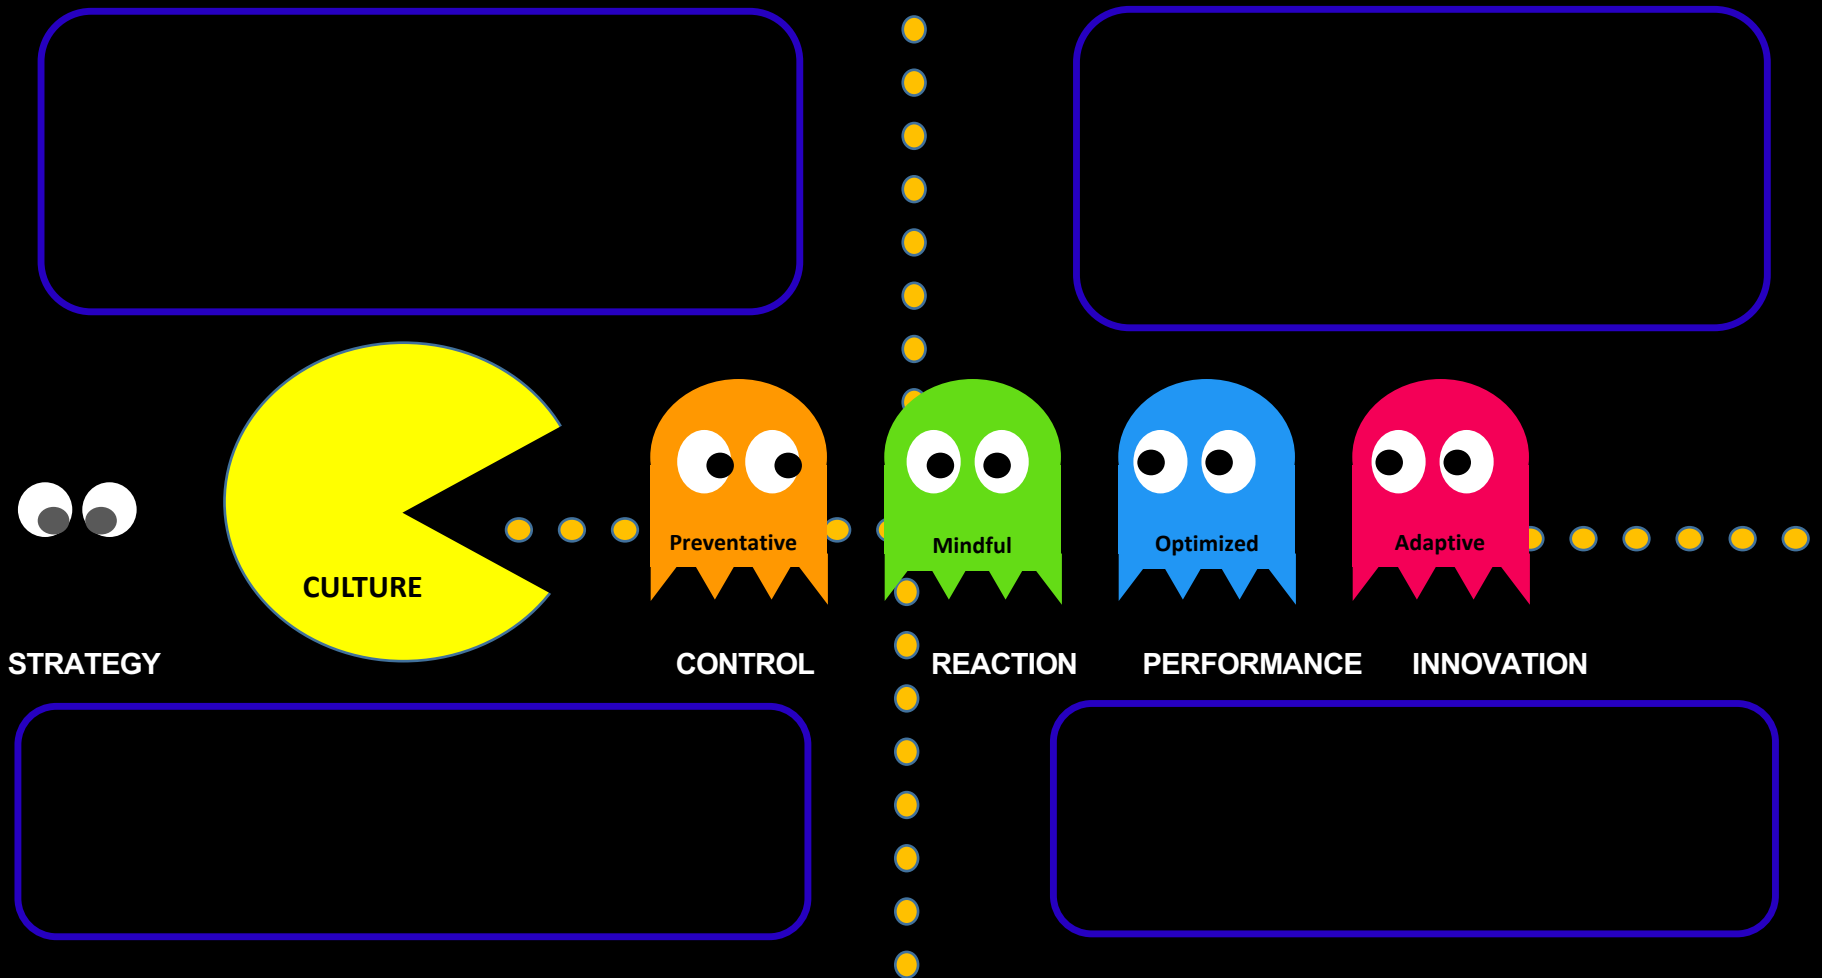 Preventative
Mindful
Optimized
Adaptive
CULTURE
STRATEGY
CONTROL
REACTION
PERFORMANCE
INNOVATION